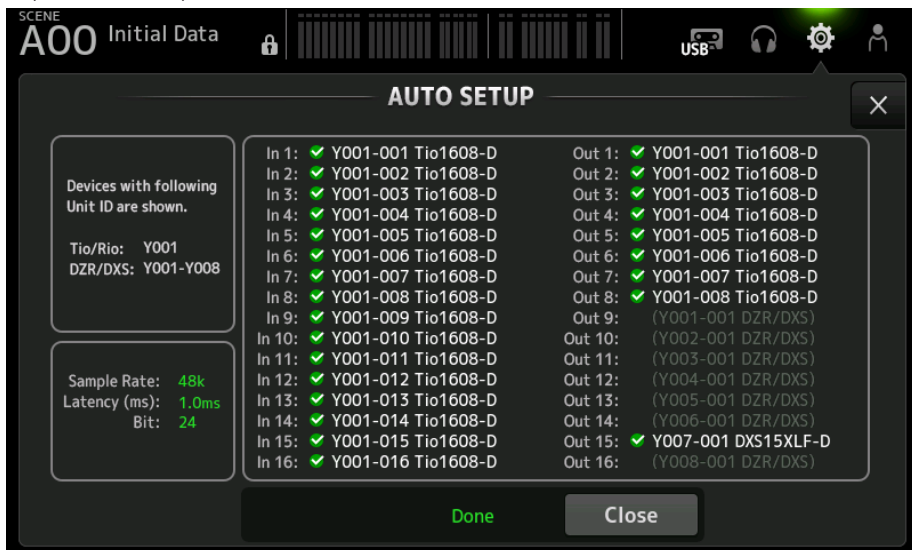 SCENE
A00 Initial Data
USB
AUTO SETUP
Devices with following
Unit ID are shown.
Tio/Rio: Y001
DZR/DXS: Y001-Y008
Sample Rate: 48k
Latency (ms): 1.0ms
Bit: 24
In 1: Y001-001 Tio1608-D
In 2: Y001-002 Tio1608-D
In 3: Y001-003 Tio1608-D
In 4: Y001-004 Tio1608-D
In 5: Y001-005 Tio1608-D
In 6: Y001-006 Tio1608-D
In 7: Y001-007 Tio1608-D
In 8: Y001-008 Tio1608-D
In 9: Y001-009 Tio1608-D
In 10: Y001-010 Tio1608-D
In 11: Y001-011 Tio1608-D
In 12: Y001-012 Tio1608-D
In 13: Y001-013 Tio1608-D
In 14: Y001-014 Tio1608-D
In 15: Y001-015 Tio1608-D
In 16: Y001-016 Tio1608-D
Out 1: Y001-001 Tio1608-D
Out 2: Y001-002 Tio1608-D
Out 3: Y001-003 Tio1608-D
Out 4: Y001-004 Tio1608-D
Out 5: Y001-005 Tio1608-D
Out 6: Y001-006 Tio1608-D
Out 7: Y001-007 Tio1608-D
Out 8: Y001-008 Tio1608-D
Out 9: (Y001-001 DZR/DXS)
Out 10: (Y002-001 DZR/DXS)
Out 11: (Y003-001 DZR/DXS)
Out 12: (Y004-001 DZR/DXS)
Out 13: (Y005-001 DZR/DXS)
Out 14: (Y006-001 DZR/DXS)
Out 15: Y007-001 DXS15XLF-D
Out 16: (Y008-001 DZR/DXS)
Done
Close